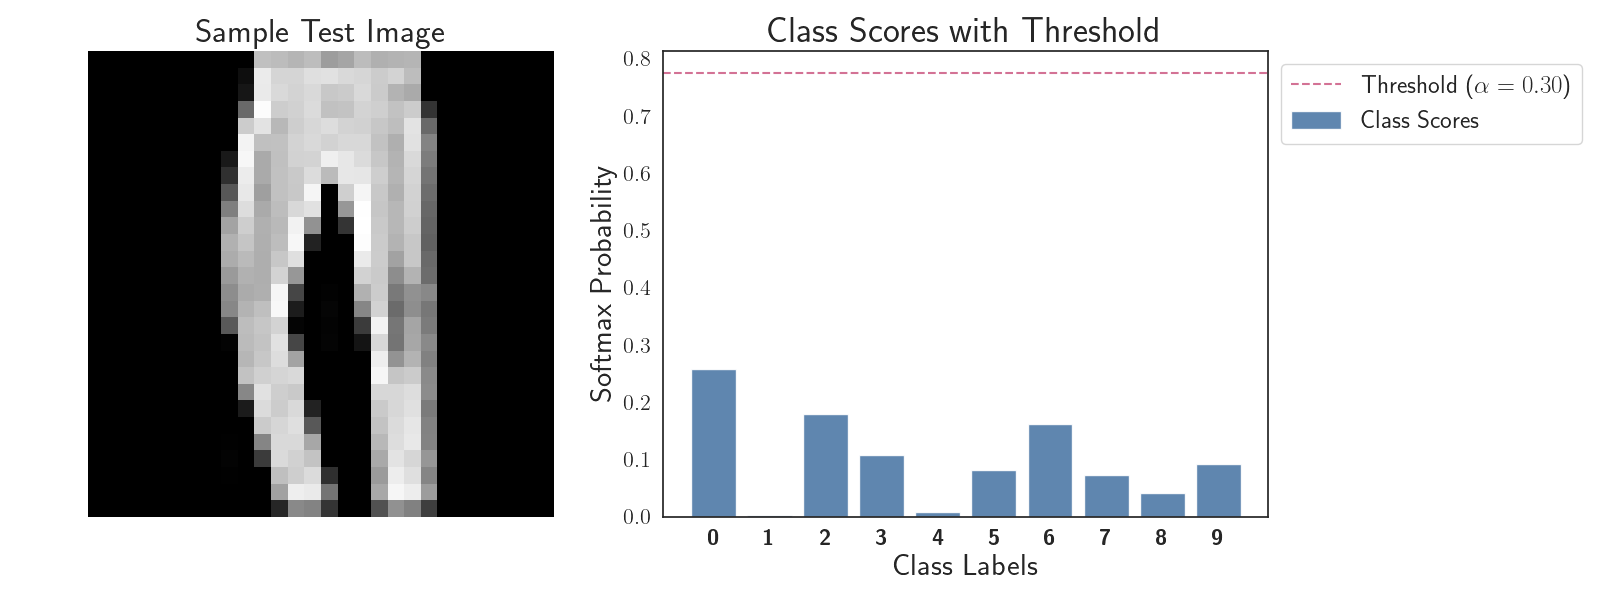 Sample Test Image
Class Scores with Threshold
0.8
0.7
0.6
0.5
0.4
0.3
0.2
0.1
0.0
Softmax Probability
0 1 2 3 4 5 6 7 8 9
Class Labels
Threshold (α = 0.30)
Class Scores